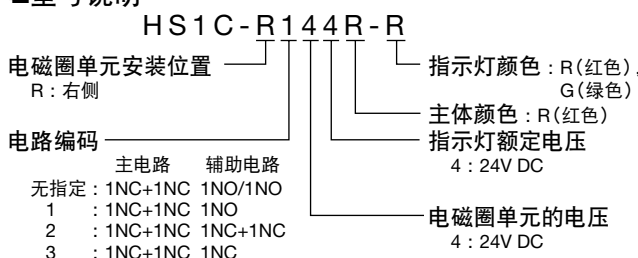 ■型号说明
HS1C-R144R-R
电磁圈单元安装位置
R：右侧
电路编码
主电路 辅助电路
无指定：1NC+1NC 1NO/1NO
1 ：1NC+1NC 1NO
2 ：1NC+1NC 1NC+1NC
3 ：1NC+1NC 1NC
指示灯颜色：R(红色)，
G(绿色)
主体颜色：R(红色)
指示灯额定电压
4：24V DC
电磁圈单元的电压
4：24V DC